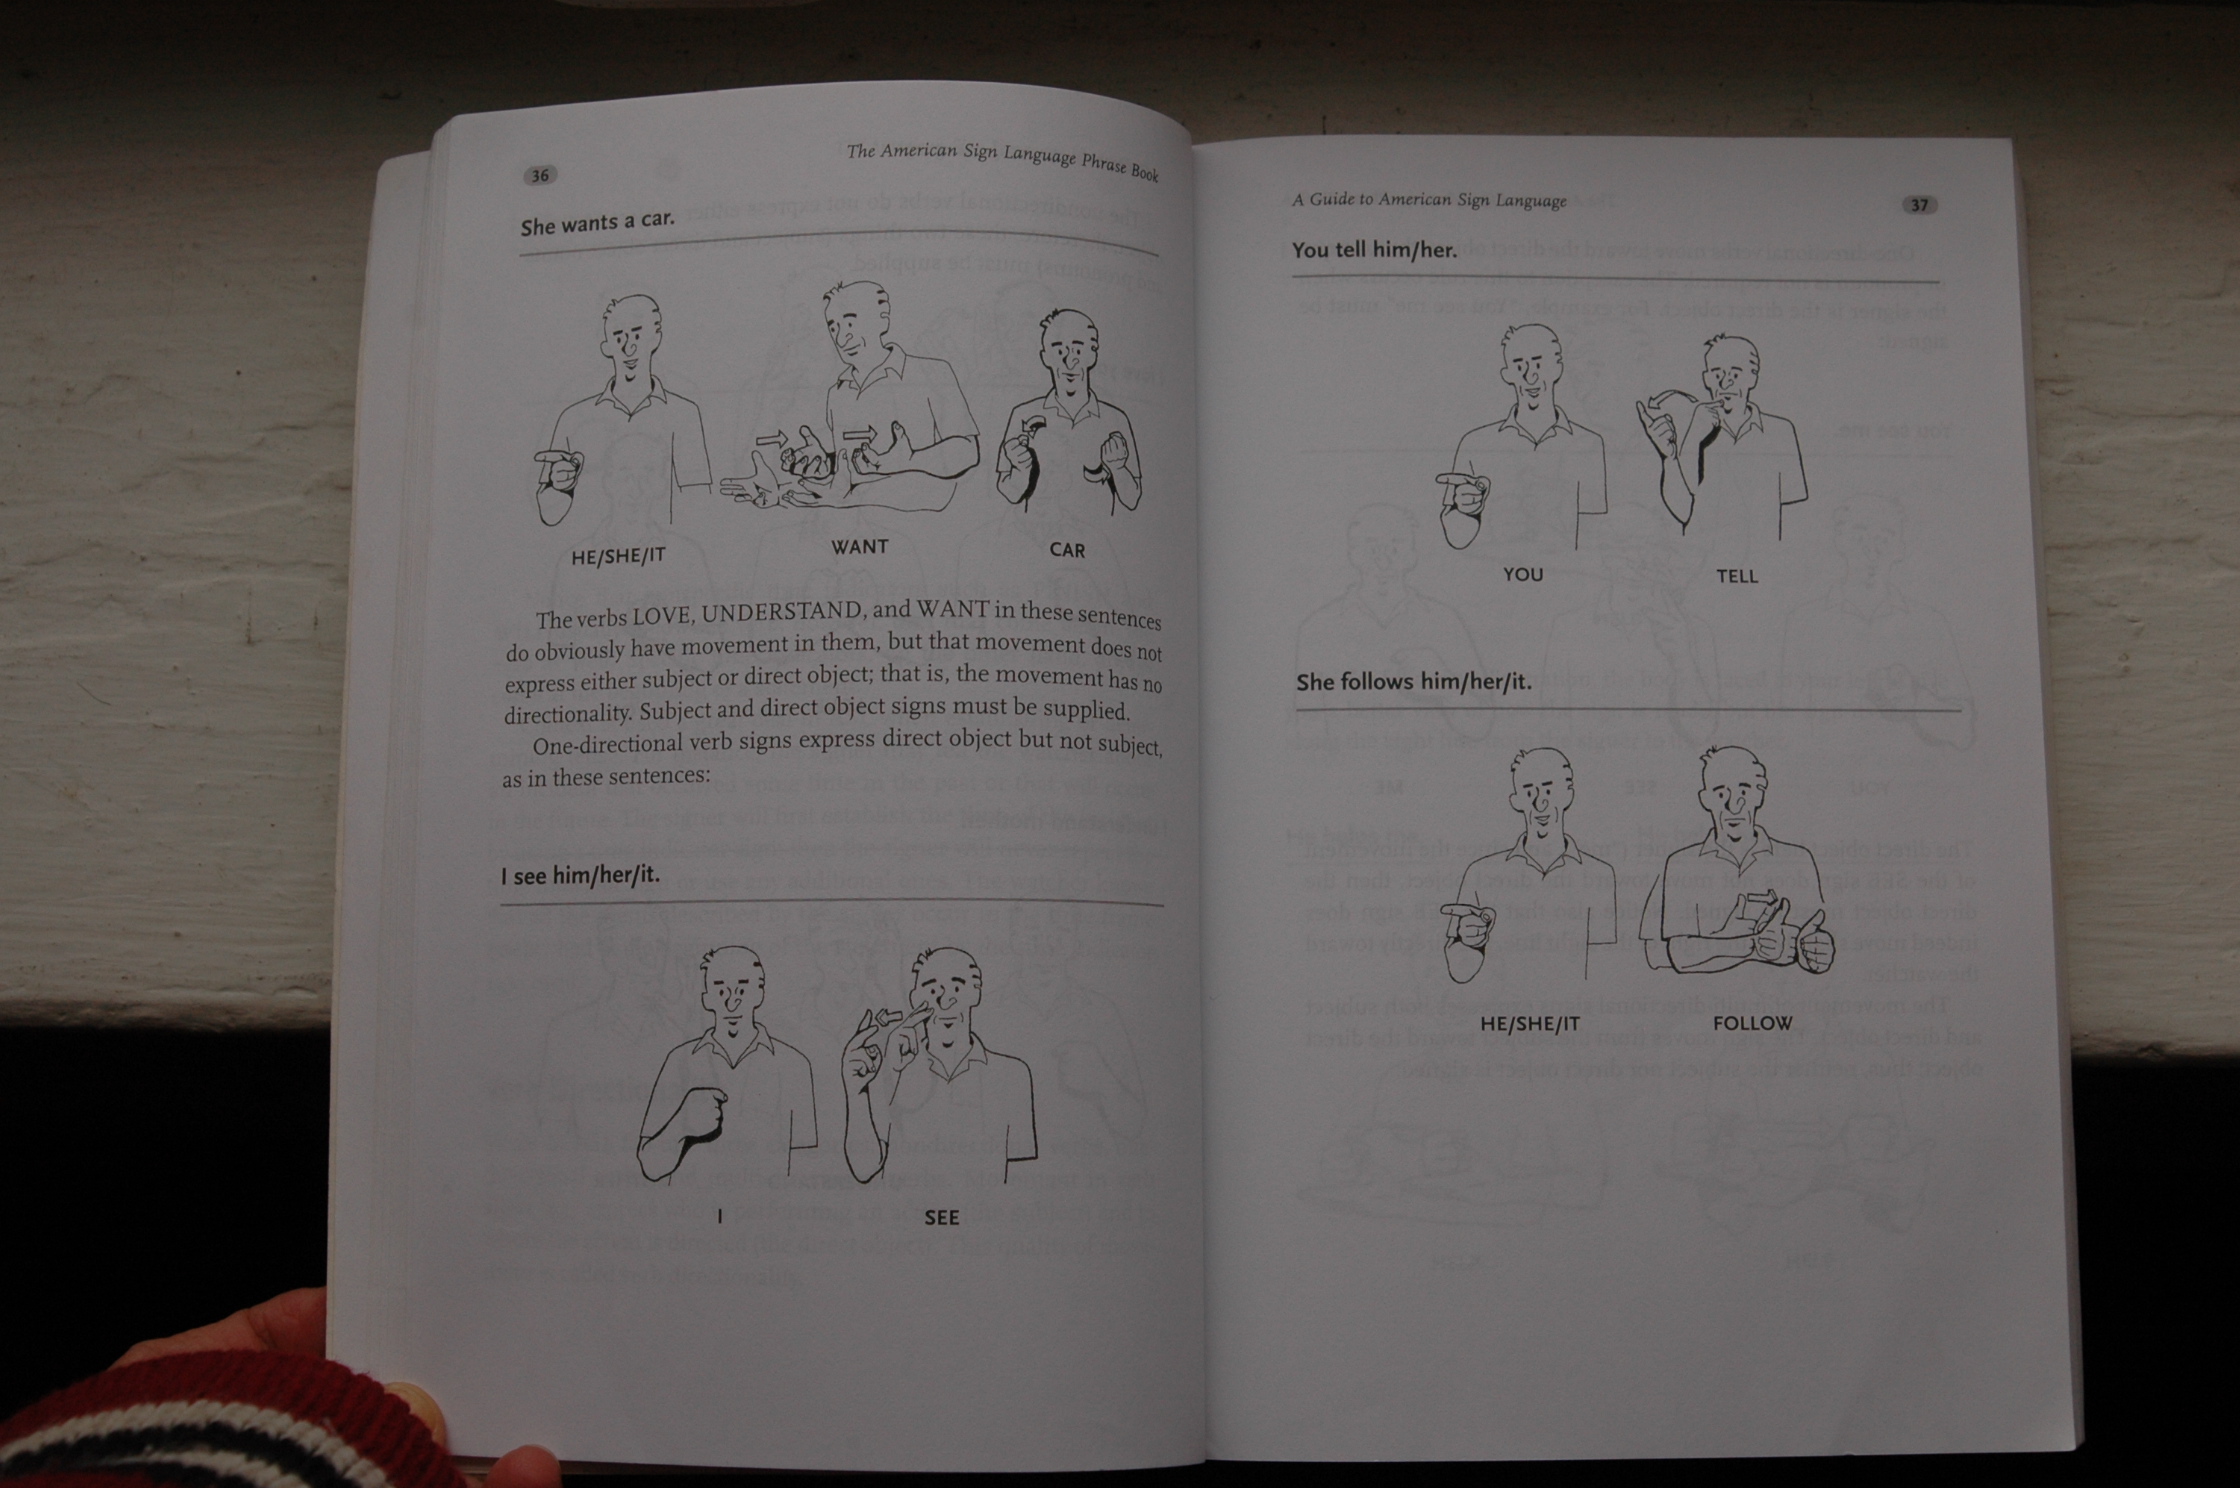 36
The American Sign Language Phrase Book
She wants a car.
HE/SHE/IT
WANT
CAR
The verbs LOVE, UNDERSTAND, and WANT in these sentences
do obviously have movement in them, but that movement does not
express either subject or direct object; that is, the movement has no
directionality. Subject and direct object signs must be supplied.
One-directional verb signs express direct object but not subject,
as in these sentences:
I see him/her/it.
I
SEE
A Guide to American Sign Language
37
You tell him/her.
YOU
TELL
She follows him/her/it.
HE/SHE/IT
FOLLOW